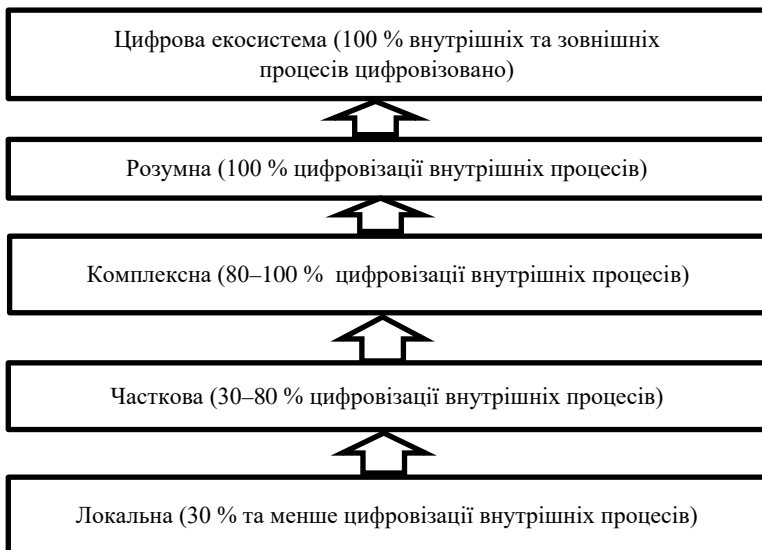 Цифрова екосистема (100 % внутрішніх та зовнішніх
процесів цифровізовано)
Розумна (100 % цифровізації внутрішніх процесів)
Комплексна (80–100 % цифровізації внутрішніх процесів)
Часткова (30–80 % цифровізації внутрішніх процесів)
Локальна (30 % та менше цифровізації внутрішніх процесів)